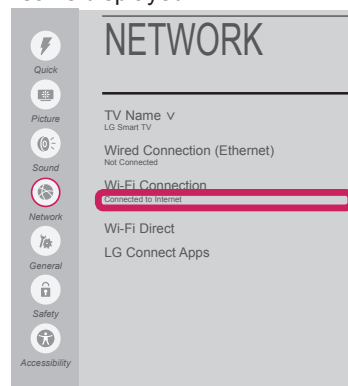 NETWORK
Quick
Picture
Sound
Network
General
Safety
Accessibility
TV Name ∨
LG Smart TV
Wired Connection (Ethernet)
Not Connected
Wi-Fi Connection
Connected to Internet
Wi-Fi Direct
LG Connect Apps